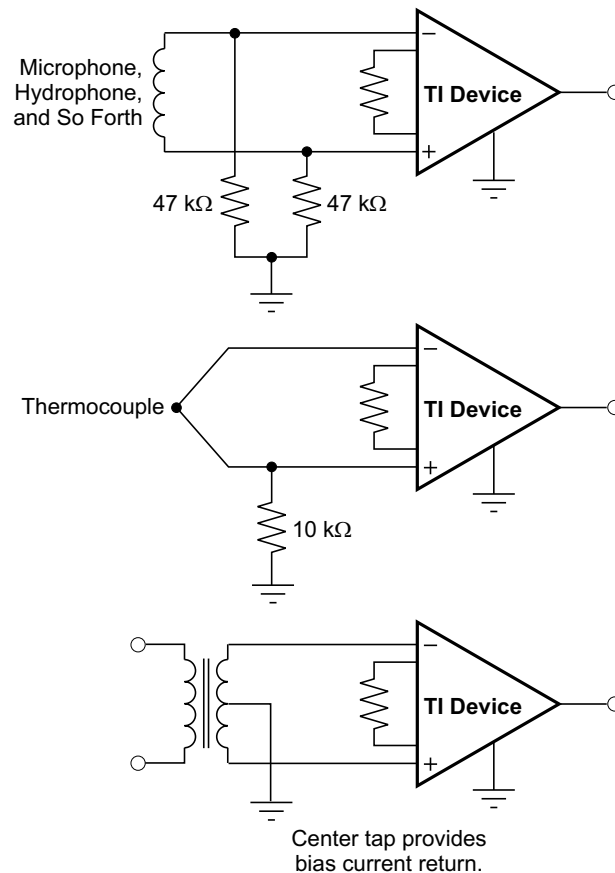 Microphone,
Hydrophone,
and So Forth
−
TI Device
+
47 kΩ 47 kΩ
−
Thermocouple
TI Device
+
10 kΩ
−
TI Device
+
Center tap provides
bias current return.